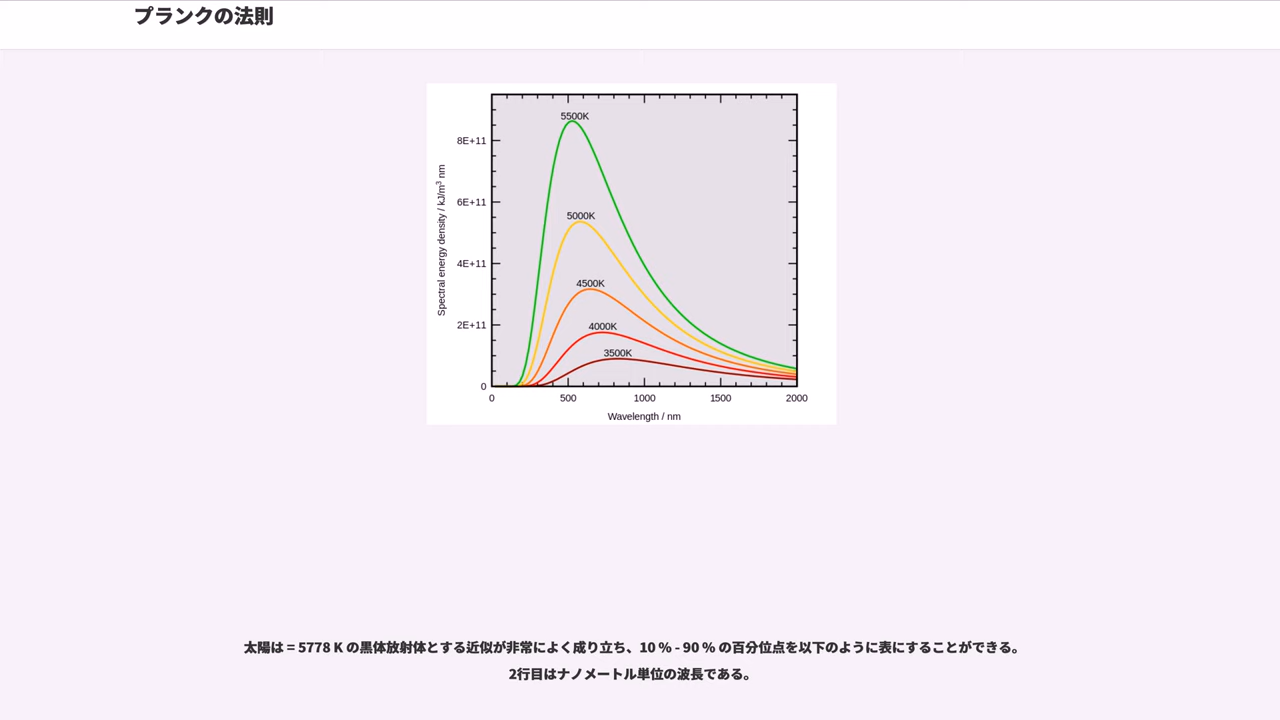 プランクの法則
5500K
8E+11
5000K
6E+11
Spectral energy density / kJ/m³ nm
4E+11
4500K
2E+11
4000K
3500K
0
0 500 1000 1500 2000
Wavelength / nm
太陽は = 5778 K の黒体放射体とする近似が非常によく成り立ち、10 % - 90 % の百分位点を以下のように表にすることができる。
2行目はナノメートル単位の波長である。